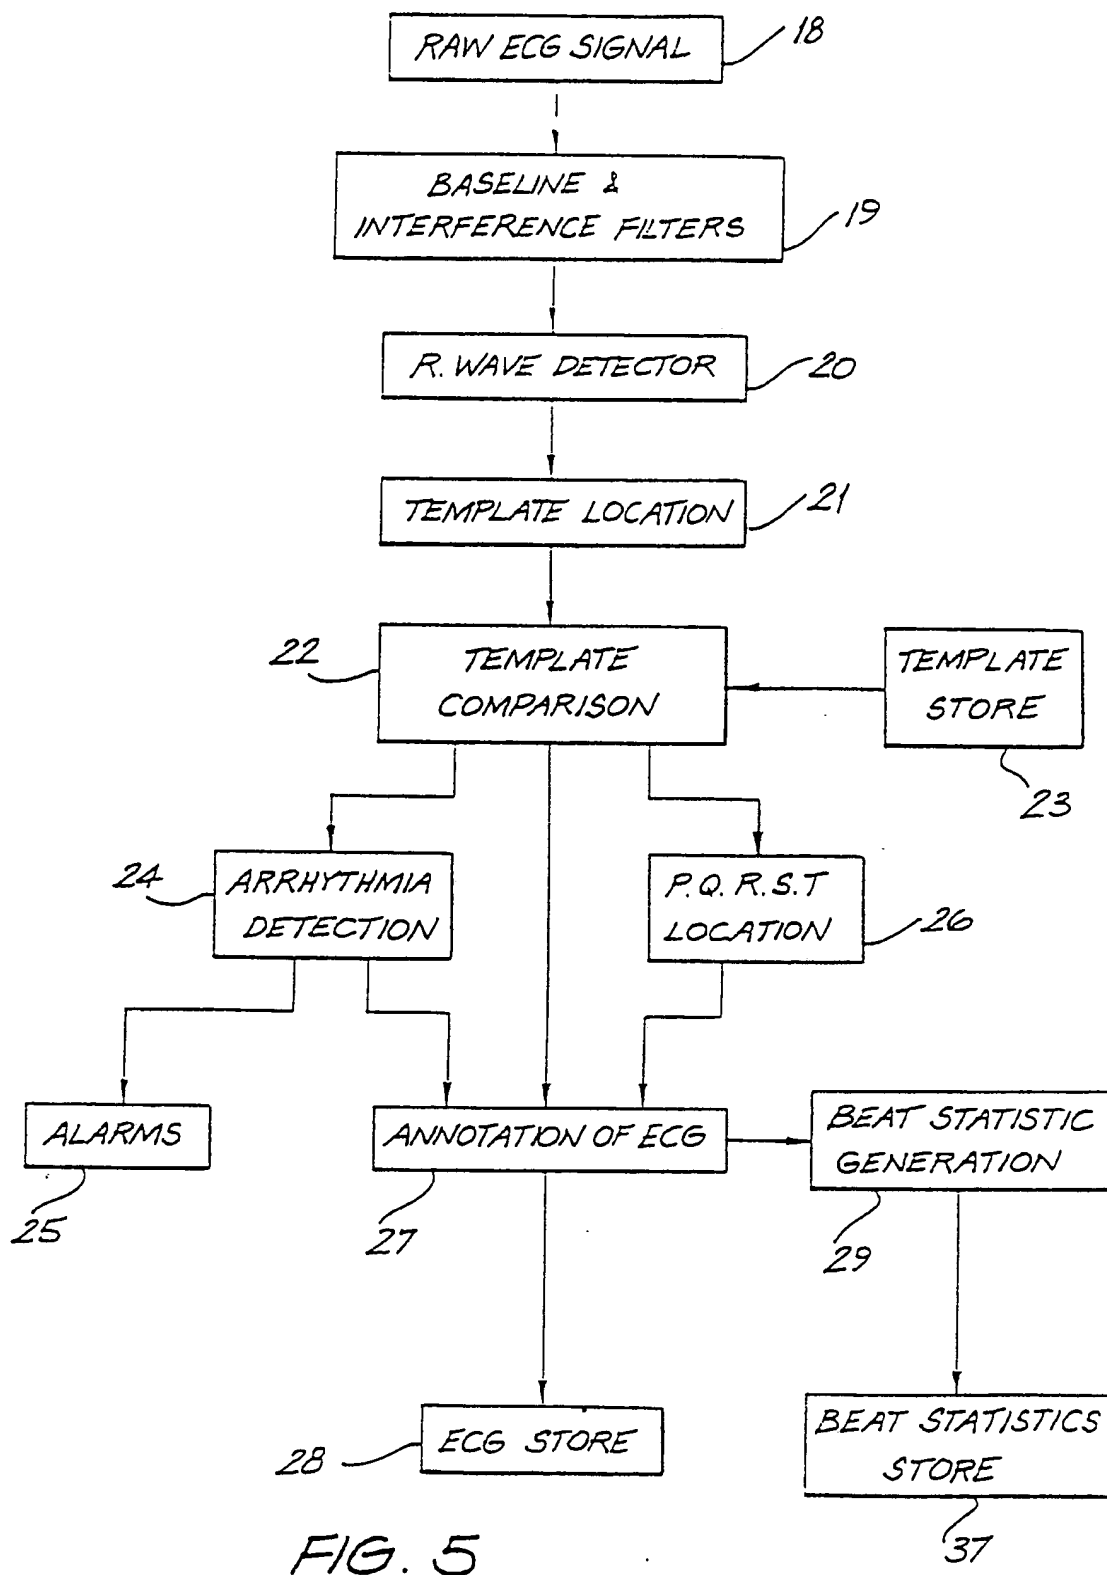 RAW ECG SIGNAL
18
BASELINE &
INTERFERENCE FILTERS
19
R. WAVE DETECTOR
20
TEMPLATE LOCATION
21
22
TEMPLATE
COMPARISON
TEMPLATE
STORE
23
24
ARRHYTHMIA
DETECTION
P.Q.R.S.T
LOCATION
26
ALARMS
25
ANNOTATION OF ECG
27
BEAT STATISTIC
GENERATION
29
28
ECG STORE
BEAT STATISTICS
STORE
37
FIG. 5